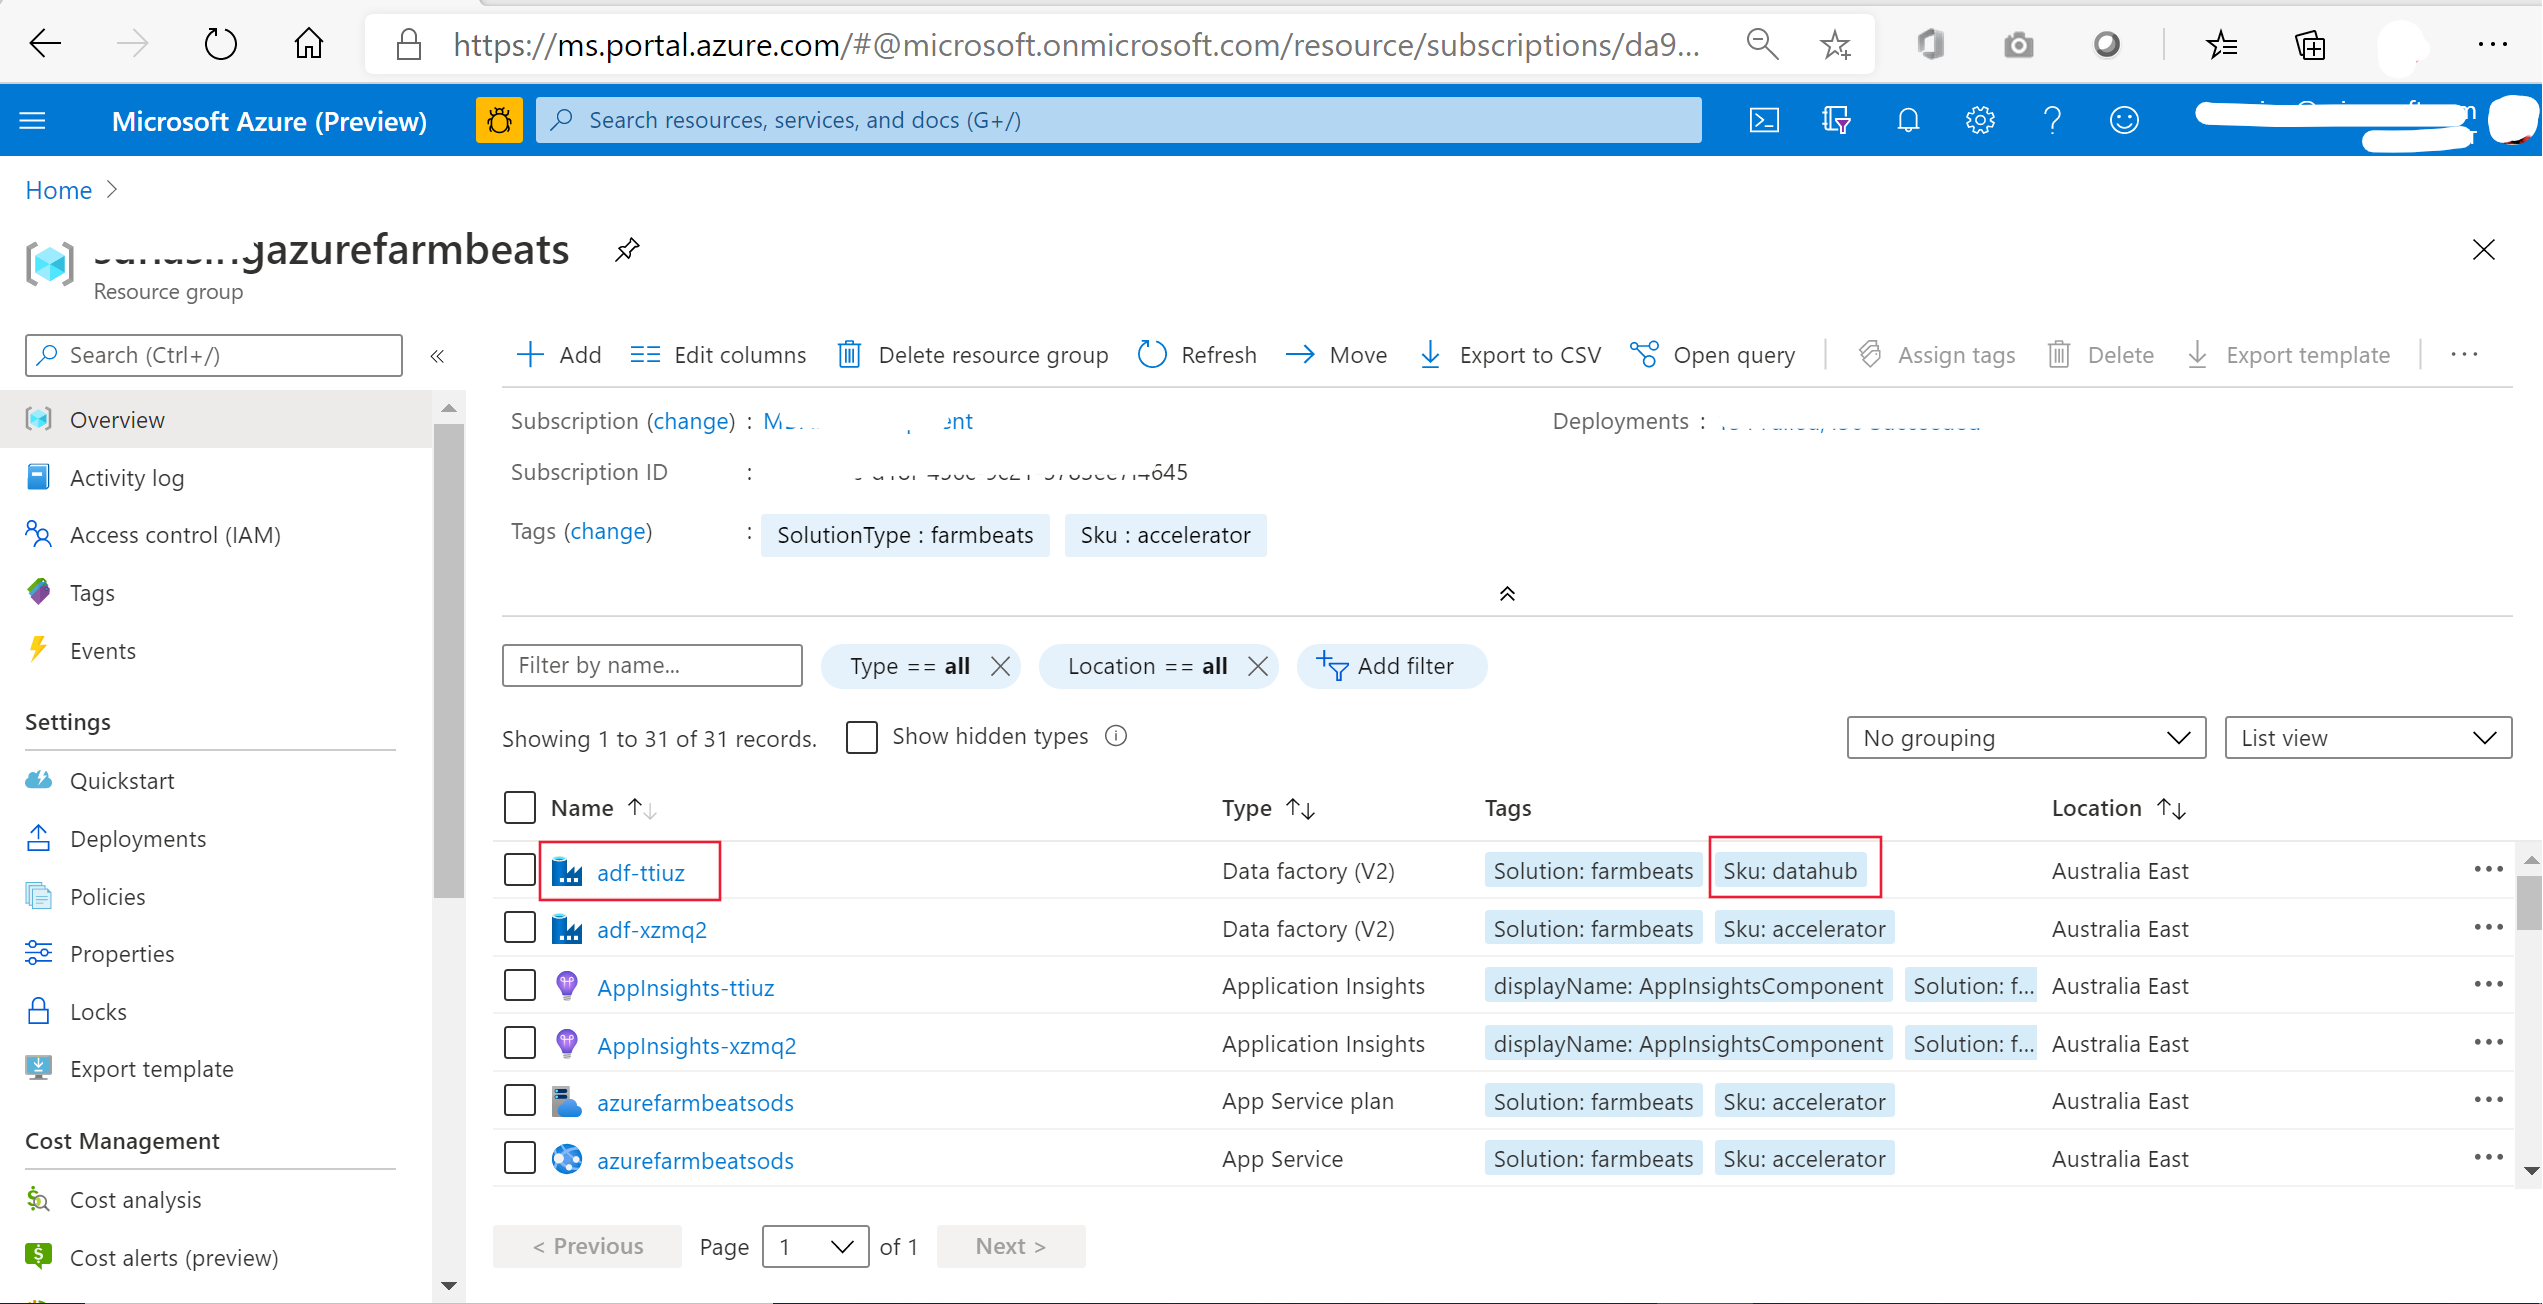 https://ms.portal.azure.com/#@microsoft.onmicrosoft.com/resource/subscriptions/da9...
Microsoft Azure (Preview)
Search resources, services, and docs (G+/)
Home
gazurefarmbeats
Resource group
Search (Ctrl+/)
«
Add
Edit columns
Delete resource group
Refresh
Move
Export to CSV
Open query
Assign tags
Delete
Export template
Overview
Activity log
Access control (IAM)
Tags
Events
Settings
Quickstart
Deployments
Policies
Properties
Locks
Export template
Cost Management
Cost analysis
Cost alerts (preview)
Subscription (change) :
Deployments :
Subscription ID : 645
Tags (change) : SolutionType : farmbeats Sku : accelerator
Filter by name...
Type == all
Location == all
Add filter
Showing 1 to 31 of 31 records.
Show hidden types
No grouping
List view
Name Type Tags Location
adf-ttiuz Data factory (V2) Solution: farmbeats Sku: datahub Australia East
adf-xzmq2 Data factory (V2) Solution: farmbeats Sku: accelerator Australia East
AppInsights-ttiuz Application Insights displayName: AppInsightsComponent Solution: f... Australia East
AppInsights-xzmq2 Application Insights displayName: AppInsightsComponent Solution: f... Australia East
azurefarmbeatsods App Service plan Solution: farmbeats Sku: accelerator Australia East
azurefarmbeatsods App Service Solution: farmbeats Sku: accelerator Australia East
< Previous Page 1 of 1 Next >